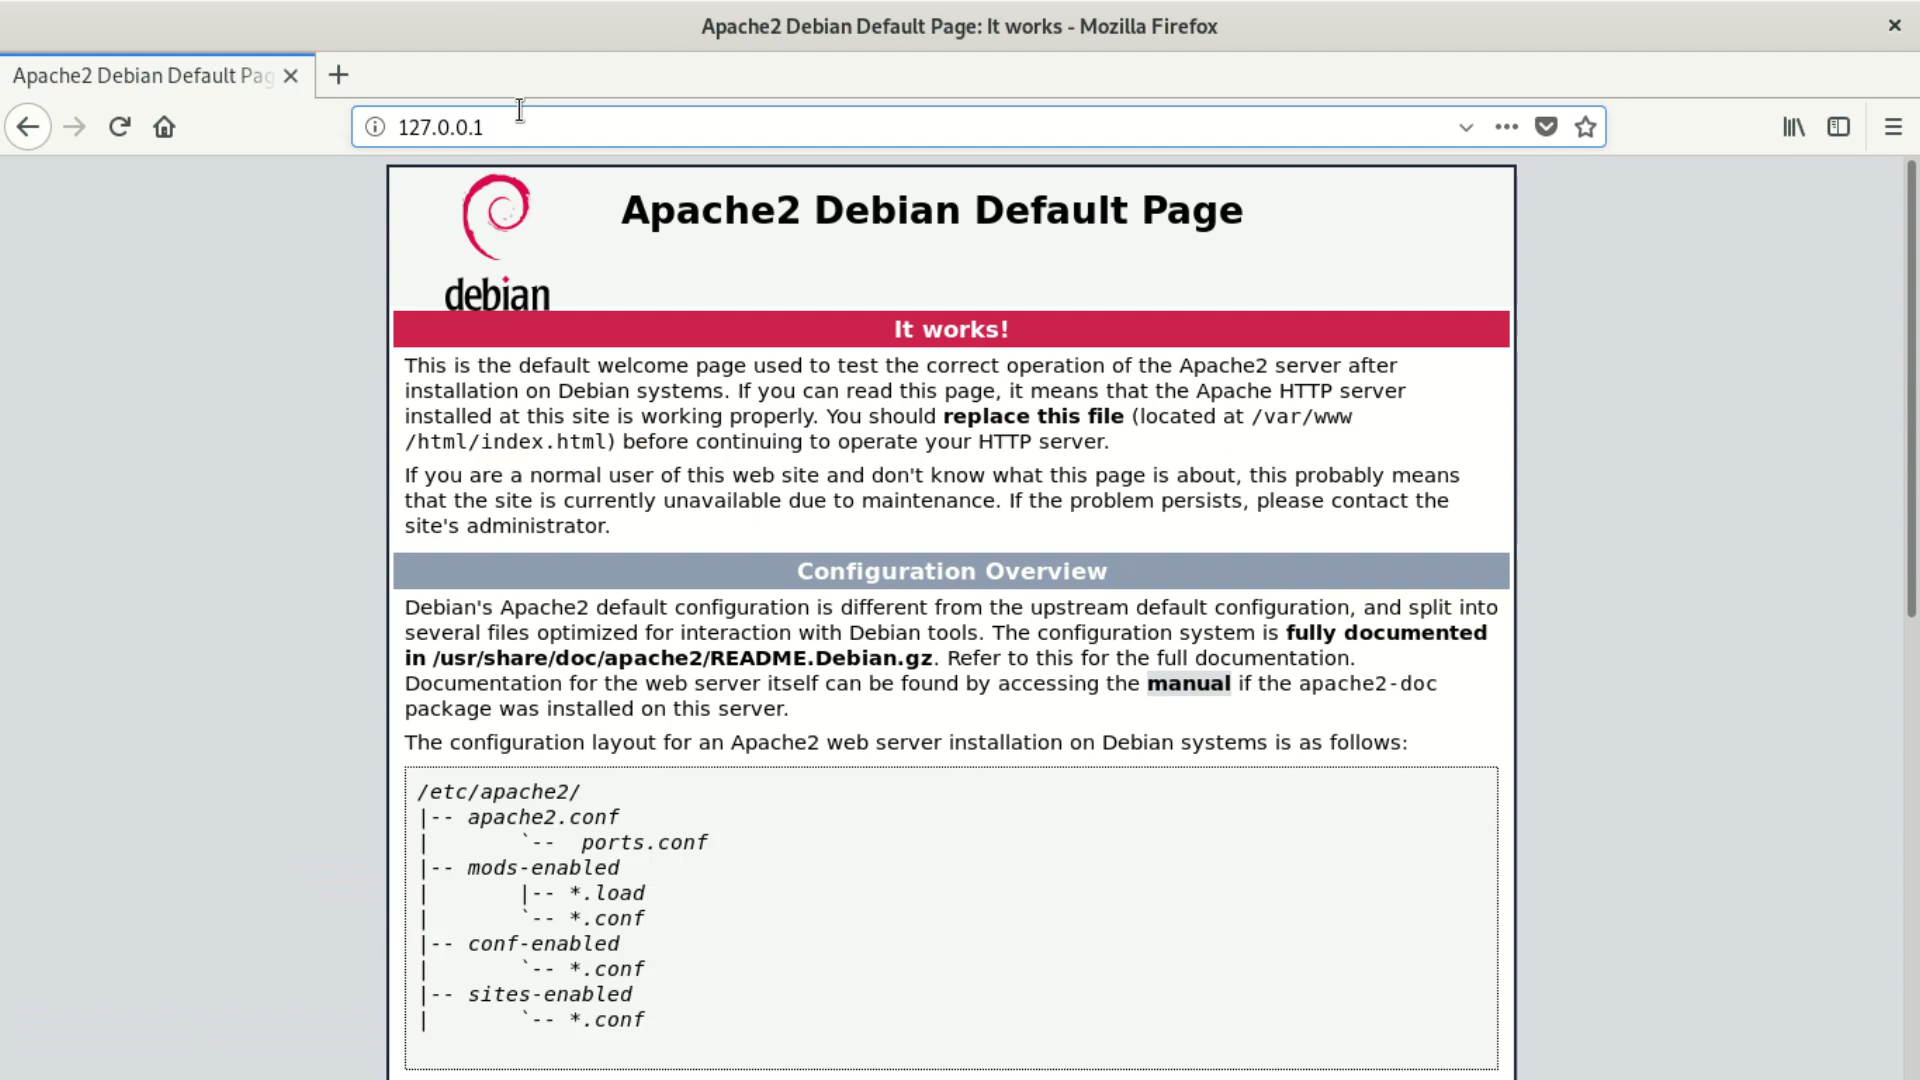 Apache2 Debian Default Page: It works - Mozilla Firefox
Apache2 Debian Default Pag
127.0.0.1
debian
Apache2 Debian Default Page
It works!
This is the default welcome page used to test the correct operation of the Apache2 server after
installation on Debian systems. If you can read this page, it means that the Apache HTTP server
installed at this site is working properly. You should replace this file (located at /var/www
/html/index.html) before continuing to operate your HTTP server.
If you are a normal user of this web site and don't know what this page is about, this probably means
that the site is currently unavailable due to maintenance. If the problem persists, please contact the
site's administrator.
Configuration Overview
Debian's Apache2 default configuration is different from the upstream default configuration, and split into
several files optimized for interaction with Debian tools. The configuration system is fully documented
in /usr/share/doc/apache2/README.Debian.gz. Refer to this for the full documentation.
Documentation for the web server itself can be found by accessing the manual if the apache2-doc
package was installed on this server.
The configuration layout for an Apache2 web server installation on Debian systems is as follows:
/etc/apache2/
|-- apache2.conf
|       `--  ports.conf
|-- mods-enabled
|       |-- *.load
|       `-- *.conf
|-- conf-enabled
|       `-- *.conf
|-- sites-enabled
|       `-- *.conf